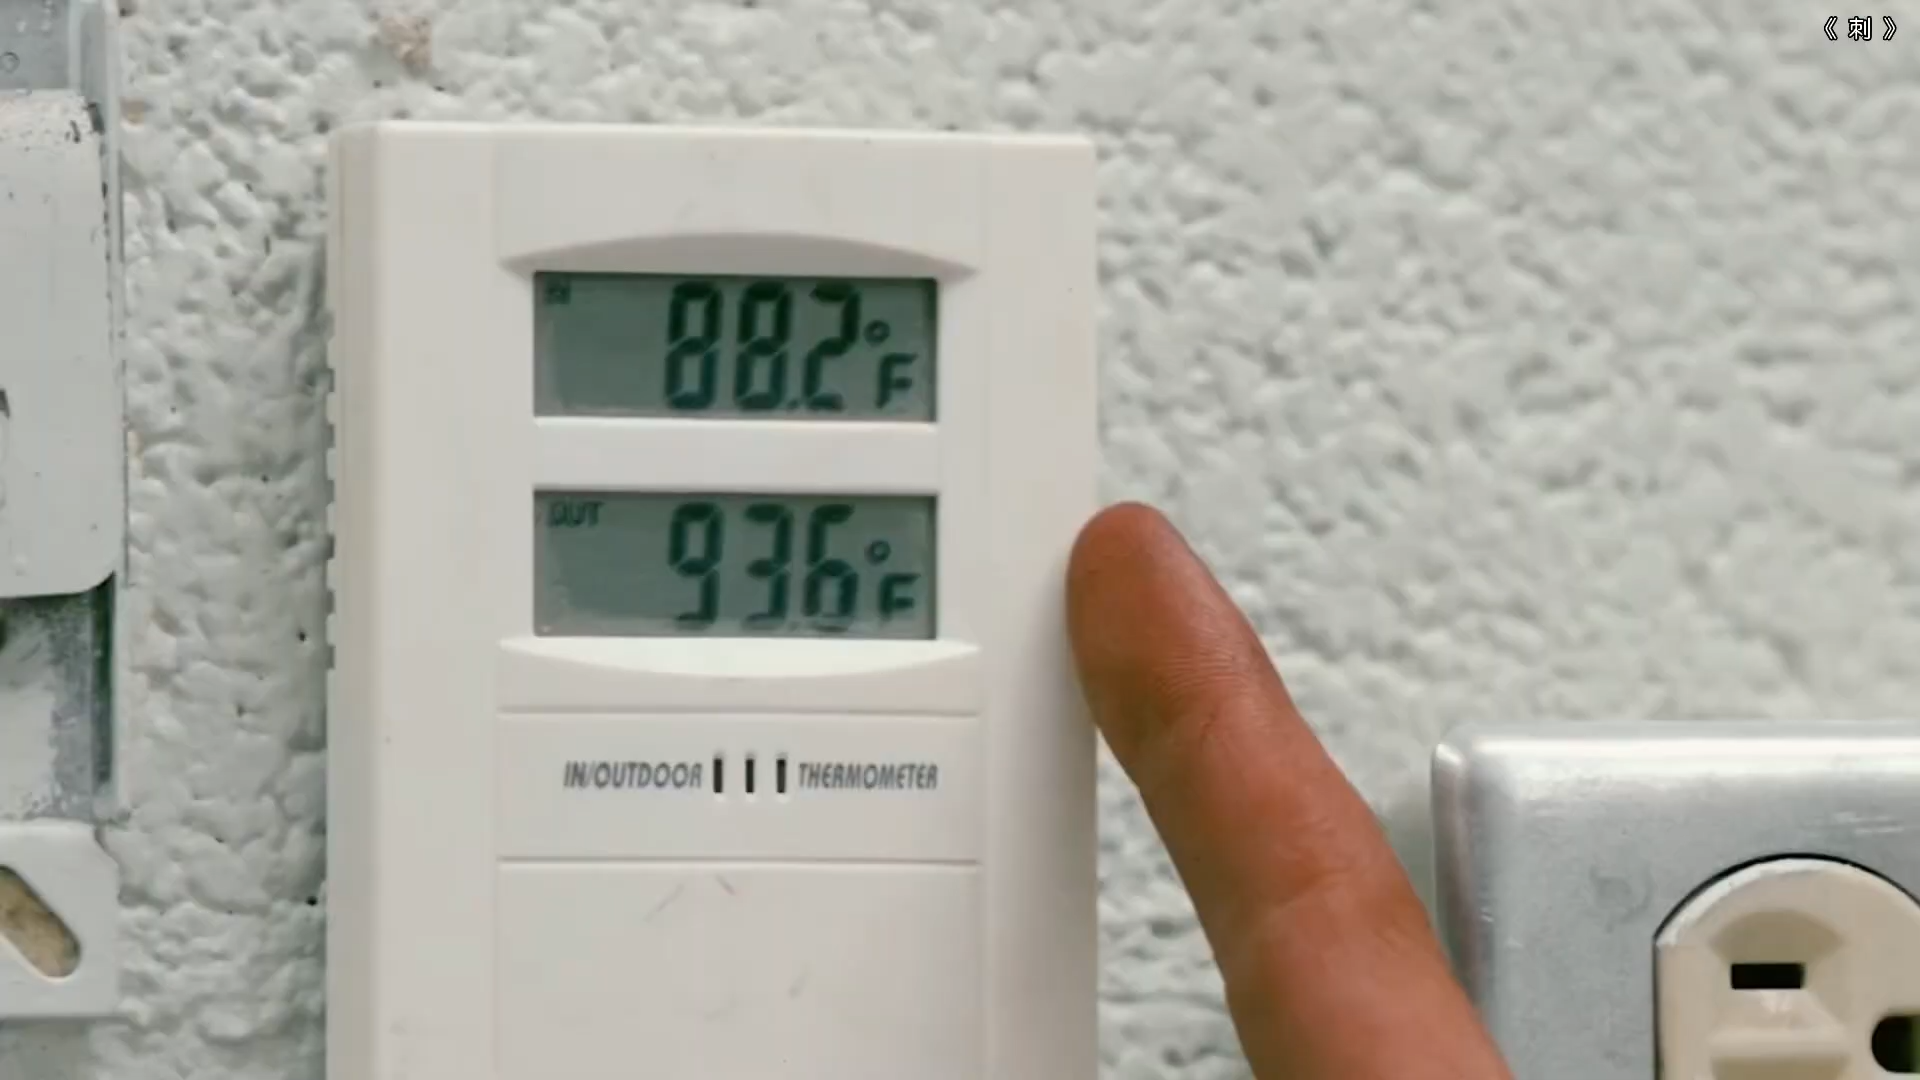 《 刺 》
IN
88.2°F
OUT
93.6°F
IN/OUTDOOR THERMOMETER